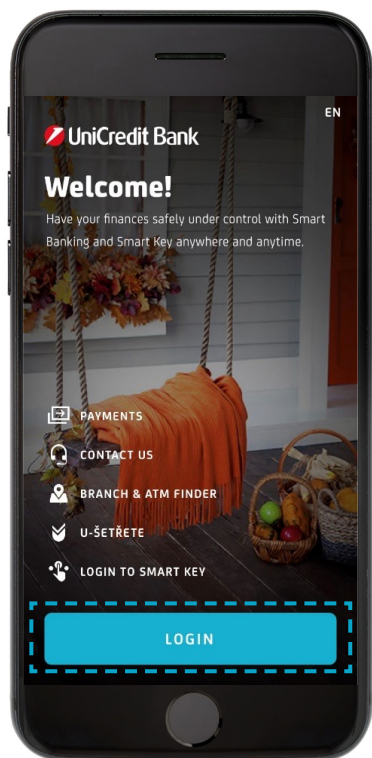 EN
UniCredit Bank
Welcome!
Have your finances safely under control with Smart
Banking and Smart Key anywhere and anytime.
PAYMENTS
CONTACT US
BRANCH & ATM FINDER
U-ŠETŘETE
LOGIN TO SMART KEY
LOGIN